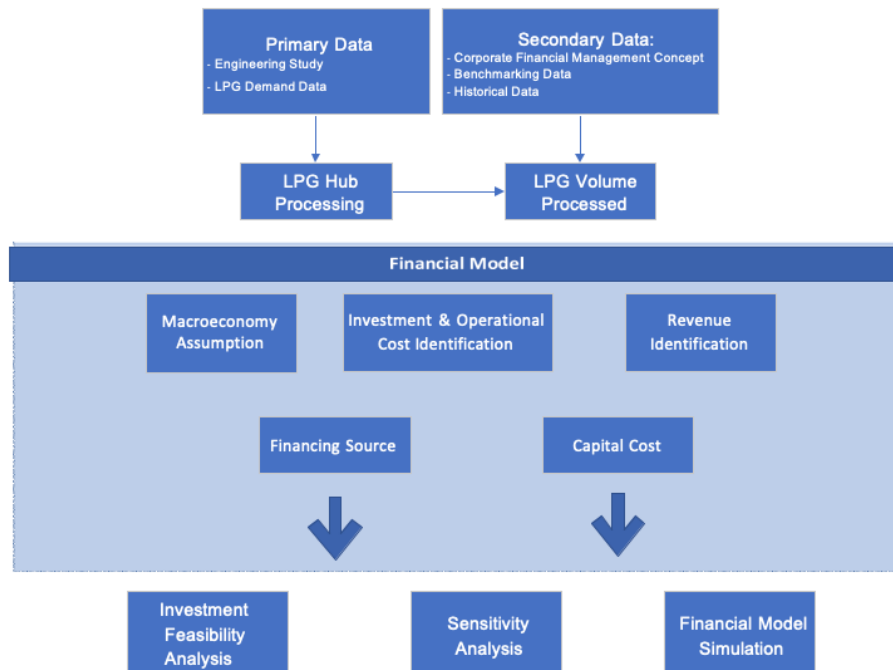 Primary Data
- Engineering Study
- LPG Demand Data
Secondary Data:
- Corporate Financial Management Concept
- Benchmarking Data
- Historical Data
LPG Hub
Processing
LPG Volume
Processed
Financial Model
Macroeconomy
Assumption
Investment & Operational
Cost Identification
Revenue
Identification
Financing Source
Capital Cost
Investment
Feasibility
Analysis
Sensitivity
Analysis
Financial Model
Simulation